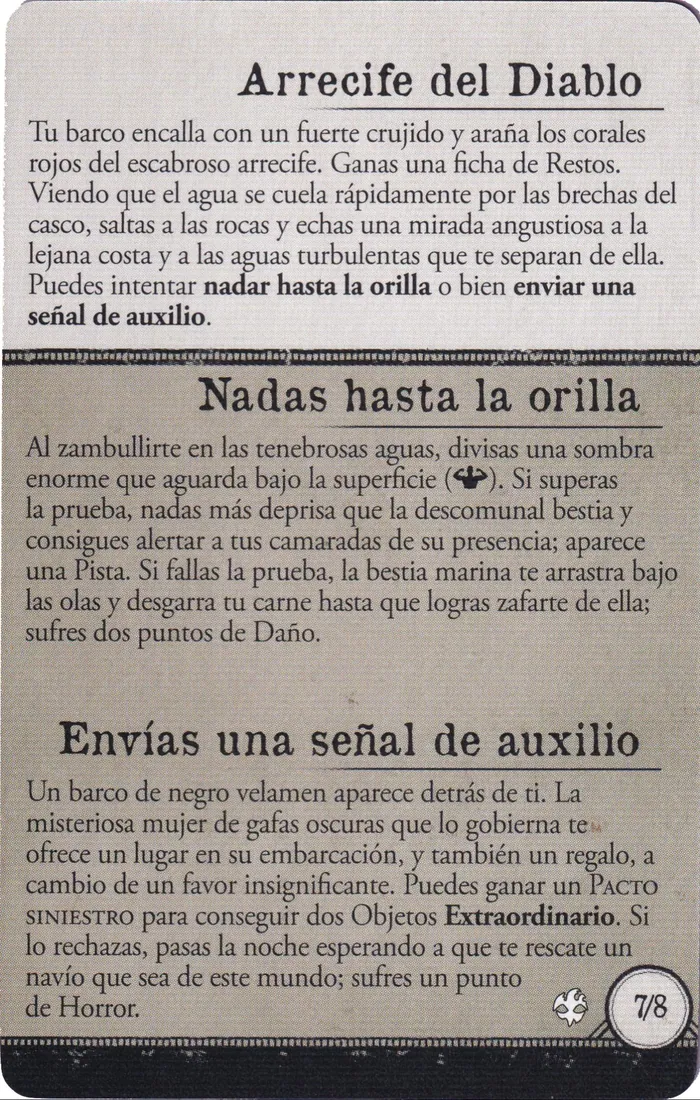 Arrecife del Diablo
Tu barco encalla con un fuerte crujido y araña los corales
rojos del escabroso arrecife. Ganas una ficha de Restos.
Viendo que el agua se cuela rápidamente por las brechas del
casco, saltas a las rocas y echas una mirada angustiosa a la
lejana costa y a las aguas turbulentas que te separan de ella.
Puedes intentar nadar hasta la orilla o bien enviar una
señal de auxilio.
Nadas hasta la orilla
Al zambullirte en las tenebrosas aguas, divisas una sombra
enorme que aguarda bajo la superficie (). Si superas
la prueba, nadas más deprisa que la descomunal bestia y
consigues alertar a tus camaradas de su presencia; aparece
una Pista. Si fallas la prueba, la bestia marina te arrastra bajo
las olas y desgarra tu carne hasta que logras zafarte de ella;
sufres dos puntos de Daño.
Envías una señal de auxilio
Un barco de negro velamen aparece detrás de ti. La
misteriosa mujer de gafas oscuras que lo gobierna te
ofrece un lugar en su embarcación, y también un regalo, a
cambio de un favor insignificante. Puedes ganar un PACTO
SINIESTRO para conseguir dos Objetos Extraordinario. Si
lo rechazas, pasas la noche esperando a que te rescate un
navío que sea de este mundo; sufres un punto
de Horror.
7/8